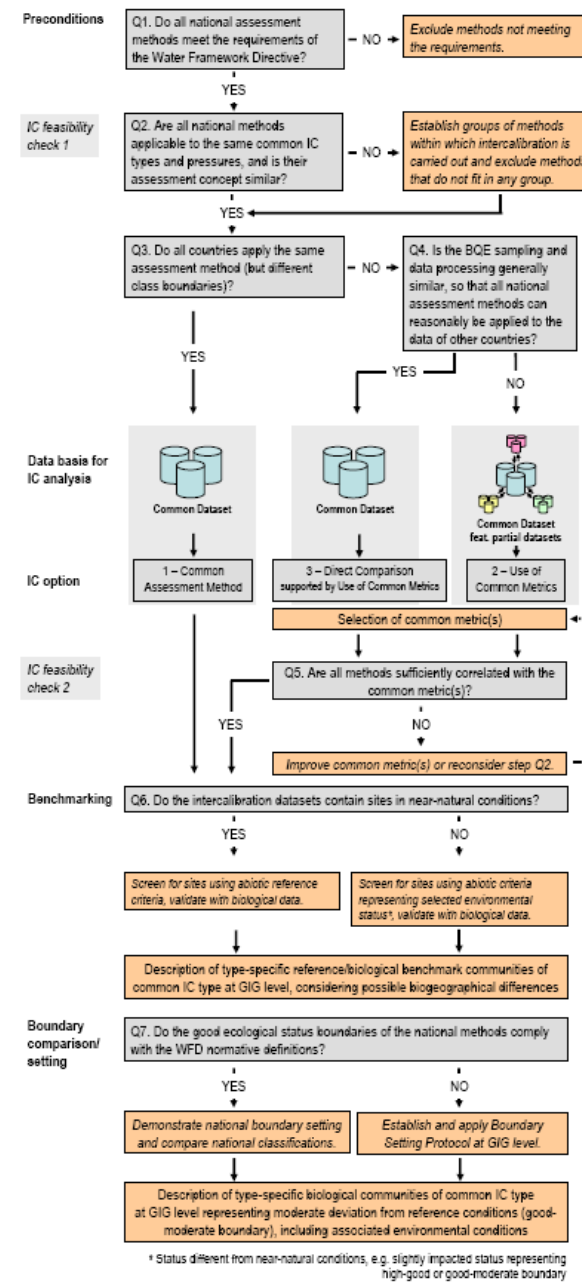 Preconditions
Q1. Do all national assessment
methods meet the requirements of
the Water Framework Directive?
NO
Exclude methods not meeting
the requirements.
YES
IC feasibility
check 1
Q2. Are all national methods
applicable to the same common IC
types and pressures, and is their
assessment concept similar?
NO
Establish groups of methods
within which intercalibration is
carried out and exclude method
that do not fit in any group.
YES
Q3. Do all countries apply the same
assessment method (but different
class boundaries)?
NO
Q4. Is the BQE sampling and
data processing generally
similar, so that all national
assessment methods can
reasonably be applied to the
data of other countries?
YES
YES
NO
Data basis for
IC analysis
Common Dataset
Common Dataset
Common Dataset
feat. partial datasets
IC option
1 – Common
Assessment Method
3 – Direct Comparison
supported by Use of Common Metrics
2 – Use of
Common Metrics
Selection of common metric(s)
IC feasibility
check 2
Q5. Are all methods sufficiently correlated with the
common metric(s)?
YES
NO
Improve common metric(s) or reconsider step Q2.
Benchmarking
Q6. Do the intercalibration datasets contain sites in near-natural conditions?
YES
NO
Screen for sites using abiotic reference
criteria, validate with biological data.
Screen for sites using abiotic criteria
representing selected environmental
status*, validate with biological data.
Description of type-specific reference/biological benchmark communities of
common IC type at GIG level, considering possible biogeographical differences
Boundary
comparison/
setting
Q7. Do the good ecological status boundaries of the national methods comply
with the WFD normative definitions?
YES
NO
Demonstrate national boundary setting
and compare national classifications.
Establish and apply Boundary
Setting Protocol at GIG level.
Description of type-specific biological communities of common IC type
at GIG level representing moderate deviation from reference conditions (good-
moderate boundary), including associated environmental conditions
* Status different from near-natural conditions, e.g. slightly impacted status representing
high-good or good-moderate boundary